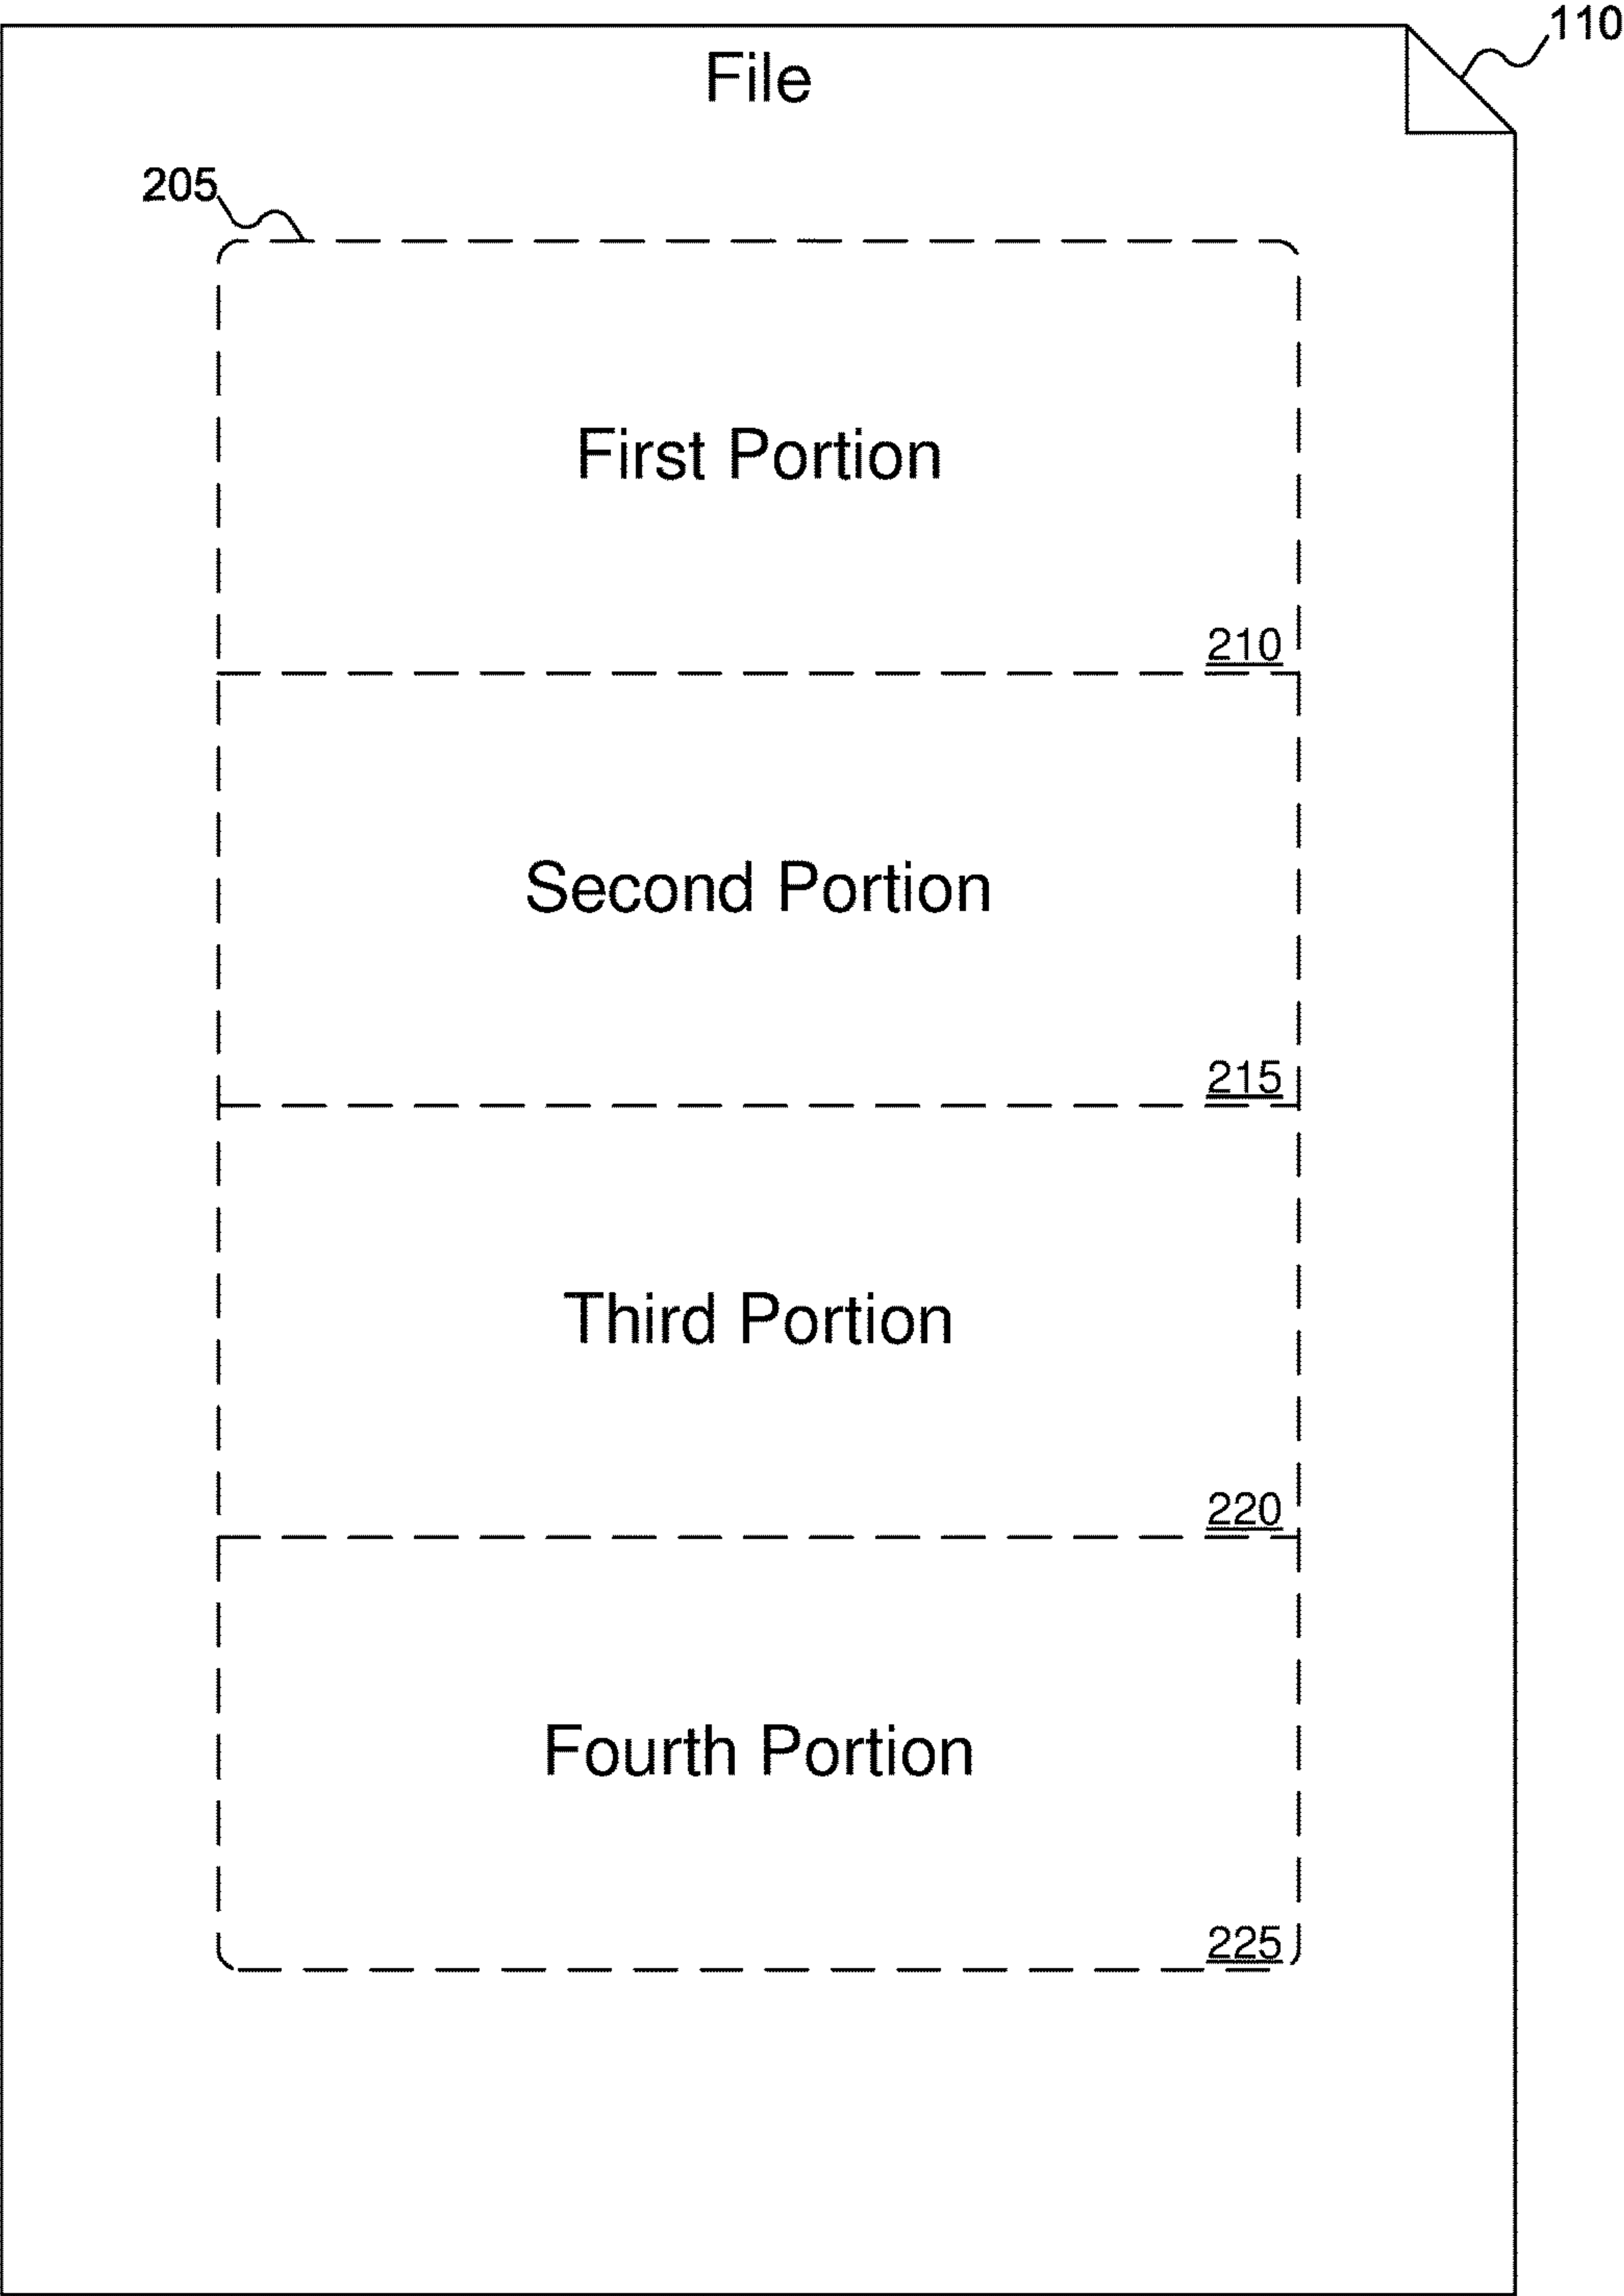 110
File
205
First Portion
210
Second Portion
215
Third Portion
220
Fourth Portion
225